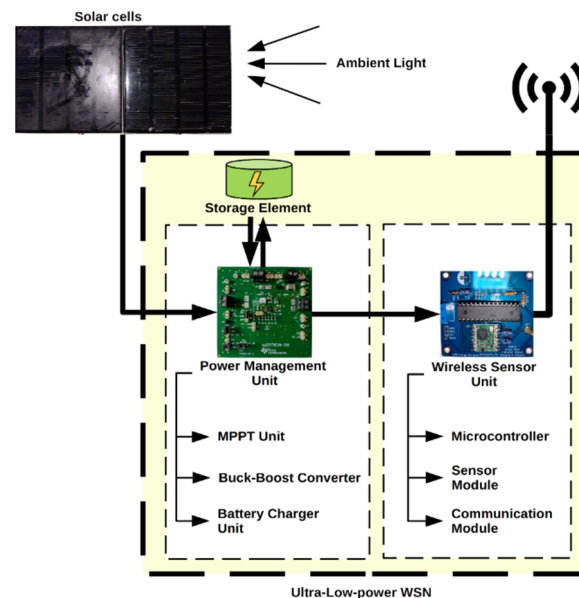 Solar cells
Ambient Light
Storage Element
Power Management
Unit
Wireless Sensor
Unit
MPPT Unit
Buck-Boost Converter
Battery Charger
Unit
Microcontroller
Sensor
Module
Communication
Module
Ultra-Low-power WSN